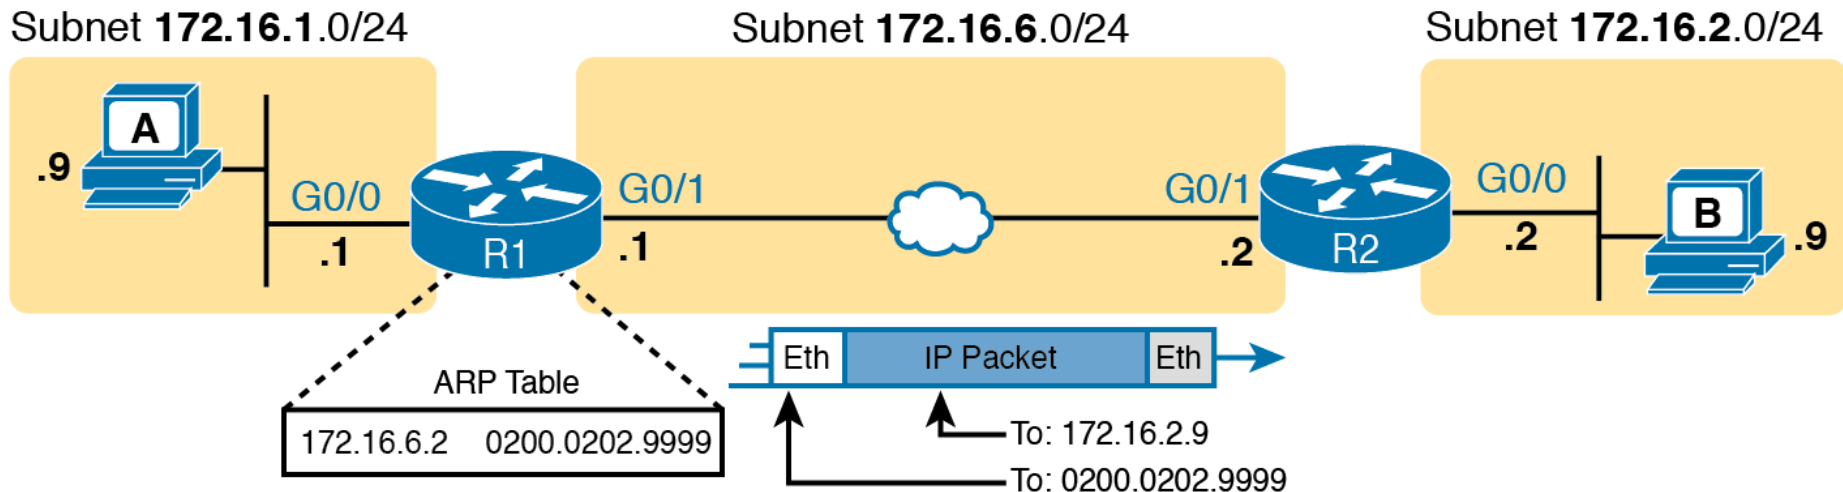 Subnet 172.16.1.0/24
Subnet 172.16.6.0/24
Subnet 172.16.2.0/24
A
.9
G0/0
.1
R1
G0/1
.1
G0/1
.2
R2
G0/0
.2
B
.9
ARP Table
172.16.6.2 0200.0202.9999
Eth IP Packet Eth
To: 172.16.2.9
To: 0200.0202.9999